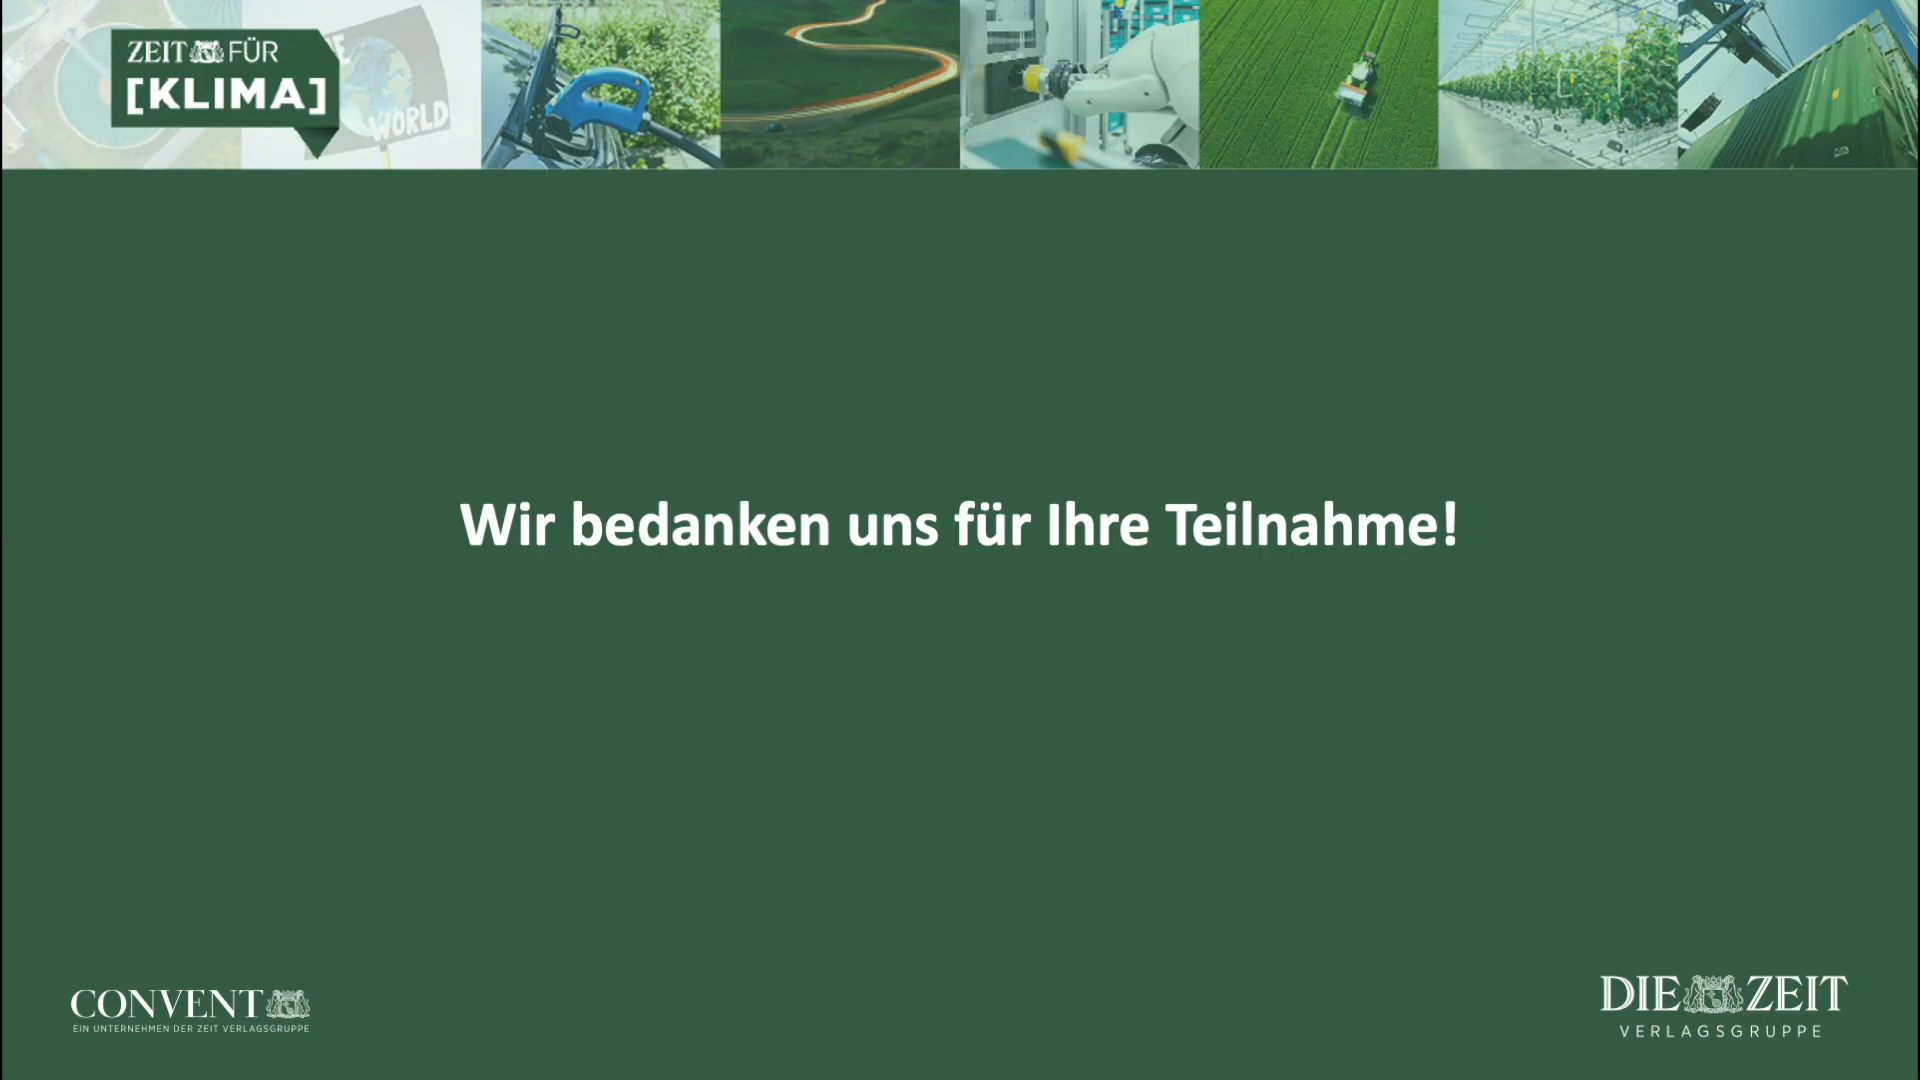 ZEIT FÜR
[KLIMA]
WORLD
Wir bedanken uns für Ihre Teilnahme!
CONVENT
EIN UNTERNEHMEN DER ZEIT VERLAGSGRUPPE
DIE ZEIT
VERLAGSGRUPPE